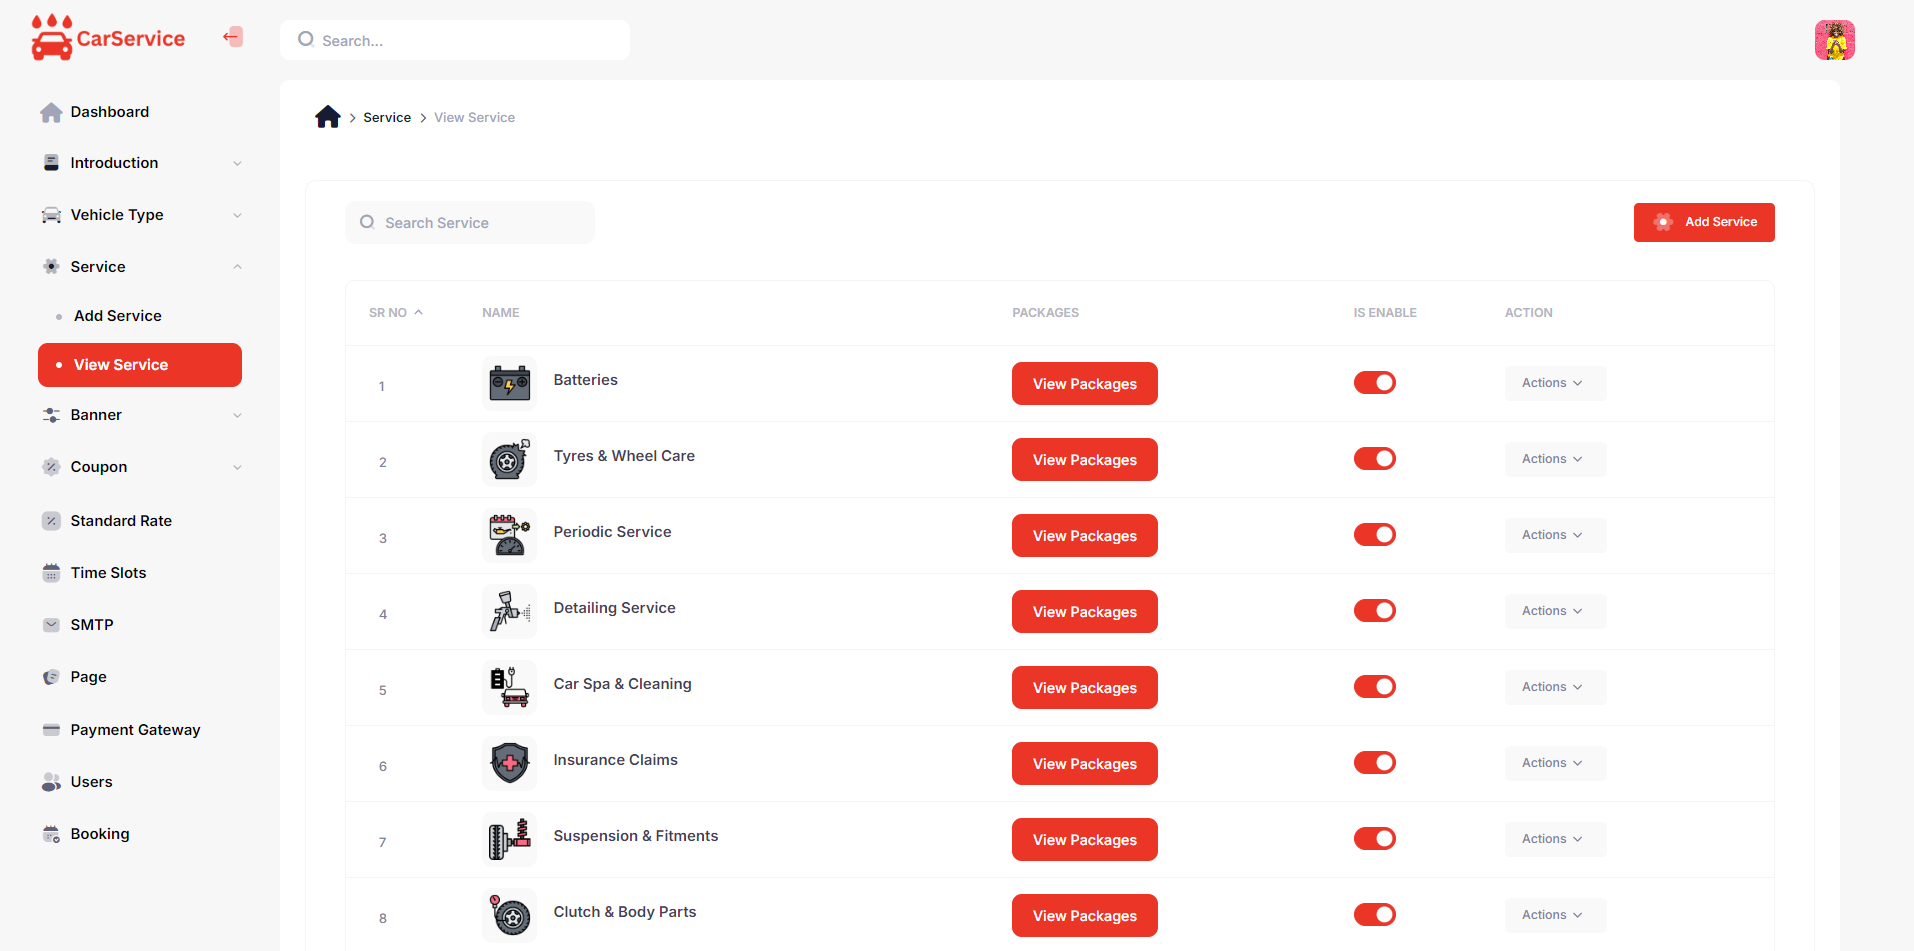 CarService
Search...
Dashboard
Introduction
Vehicle Type
Service
Add Service
View Service
Banner
Coupon
Standard Rate
Time Slots
SMTP
Page
Payment Gateway
Users
Booking
Service
View Service
Search Service
Add Service
SR NO NAME PACKAGES IS ENABLE ACTION
1 Batteries View Packages Actions
2 Tyres & Wheel Care View Packages Actions
3 Periodic Service View Packages Actions
4 Detailing Service View Packages Actions
5 Car Spa & Cleaning View Packages Actions
6 Insurance Claims View Packages Actions
7 Suspension & Fitments View Packages Actions
8 Clutch & Body Parts View Packages Actions